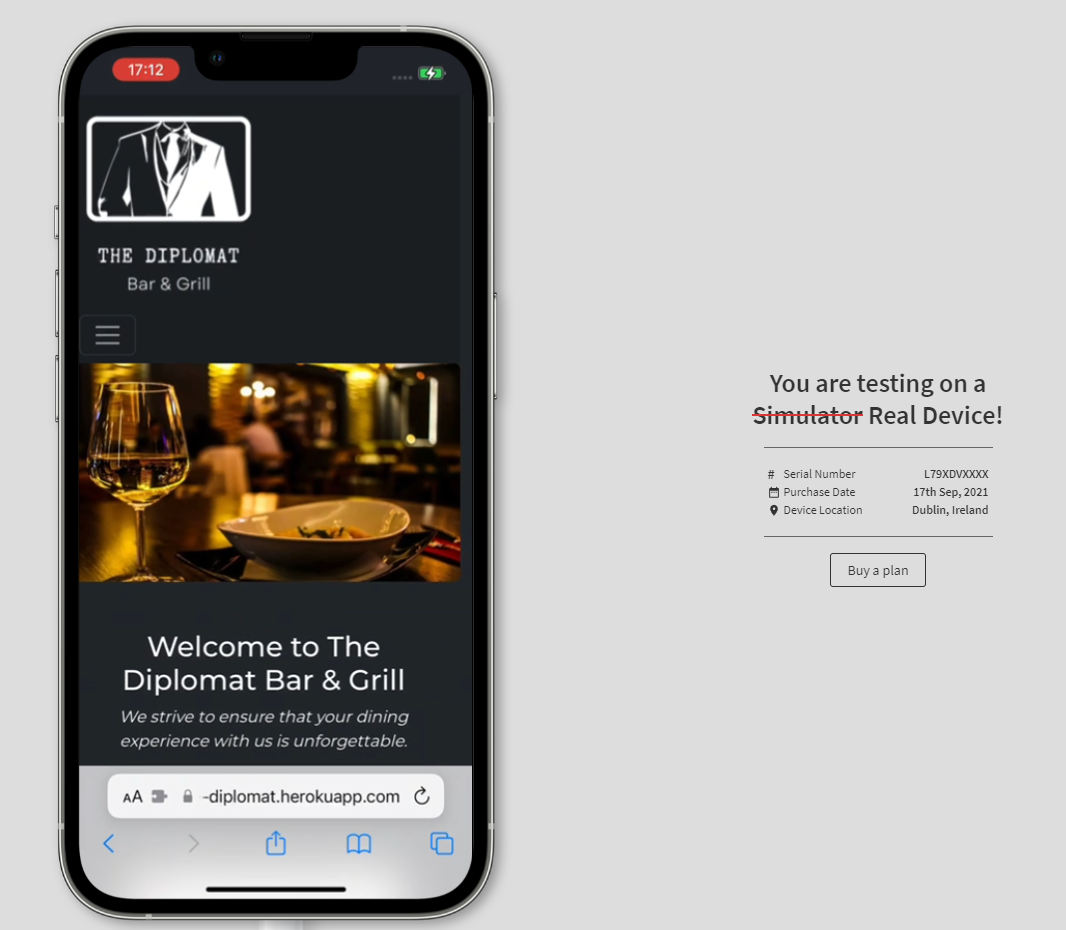 17:12
THE DIPLOMAT
Bar & Grill
Welcome to The
Diplomat Bar & Grill
We strive to ensure that your dining
experience with us is unforgettable.
AA -diplomat.herokuapp.com
You are testing on a
Simulator Real Device!
# Serial Number L79XDVXXXX
Purchase Date 17th Sep, 2021
Device Location Dublin, Ireland
Buy a plan